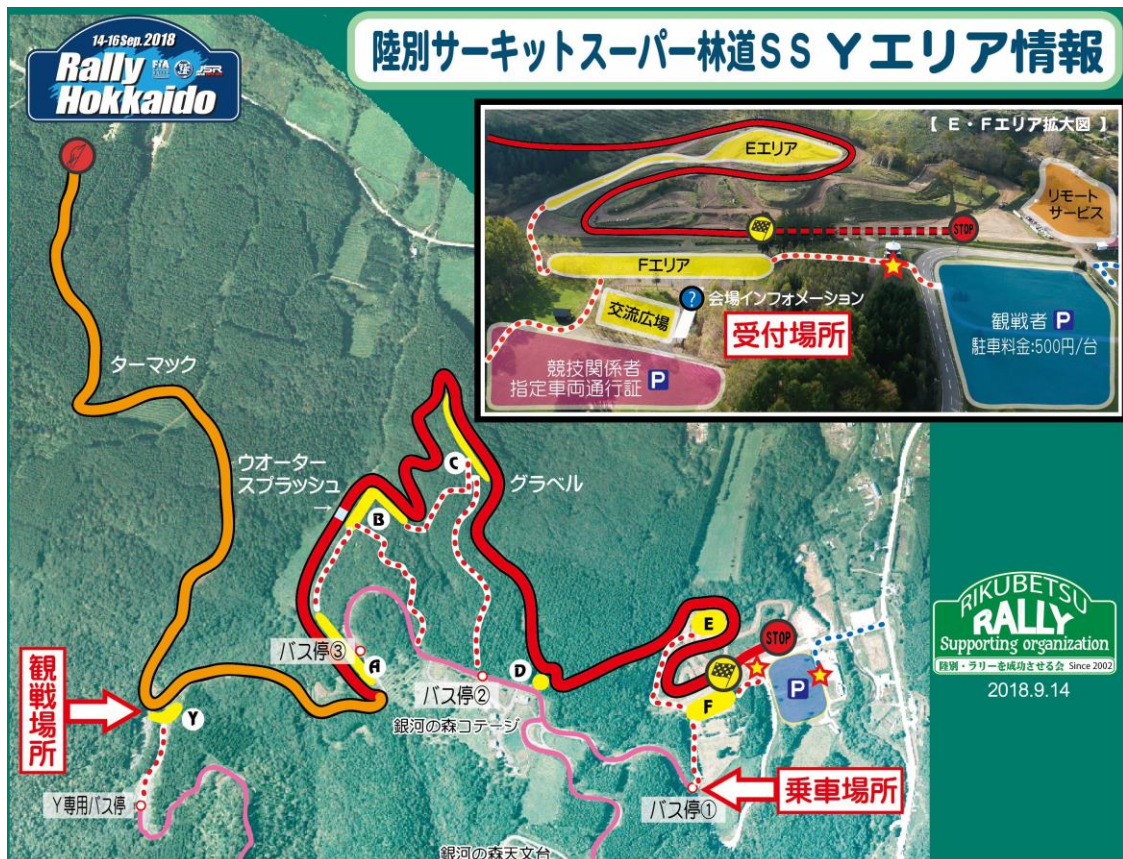 14-16 Sep. 2018
Rally
Hokkaido
FIA
JSR
陸別サーキットスーパー林道SS Yエリア情報
【 E・Fエリア拡大図 】
Eエリア
リモート
サービス
STOP
Fエリア
?
会場インフォメーション
交流広場
受付場所
観戦者 P
駐車料金:500円/台
競技関係者
指定車両通行証 P
ターマック
ウオーター
スプラッシュ
→
C
グラベル
B
E
STOP
バス停③
A
D
P
バス停②
F
観戦場所
Y
銀河の森コテージ
Y専用バス停
バス停①
乗車場所
銀河の森天文台
RIKUBETSU
RALLY
Supporting organization
陸別・ラリーを成功させる会 Since 2002
2018.9.14